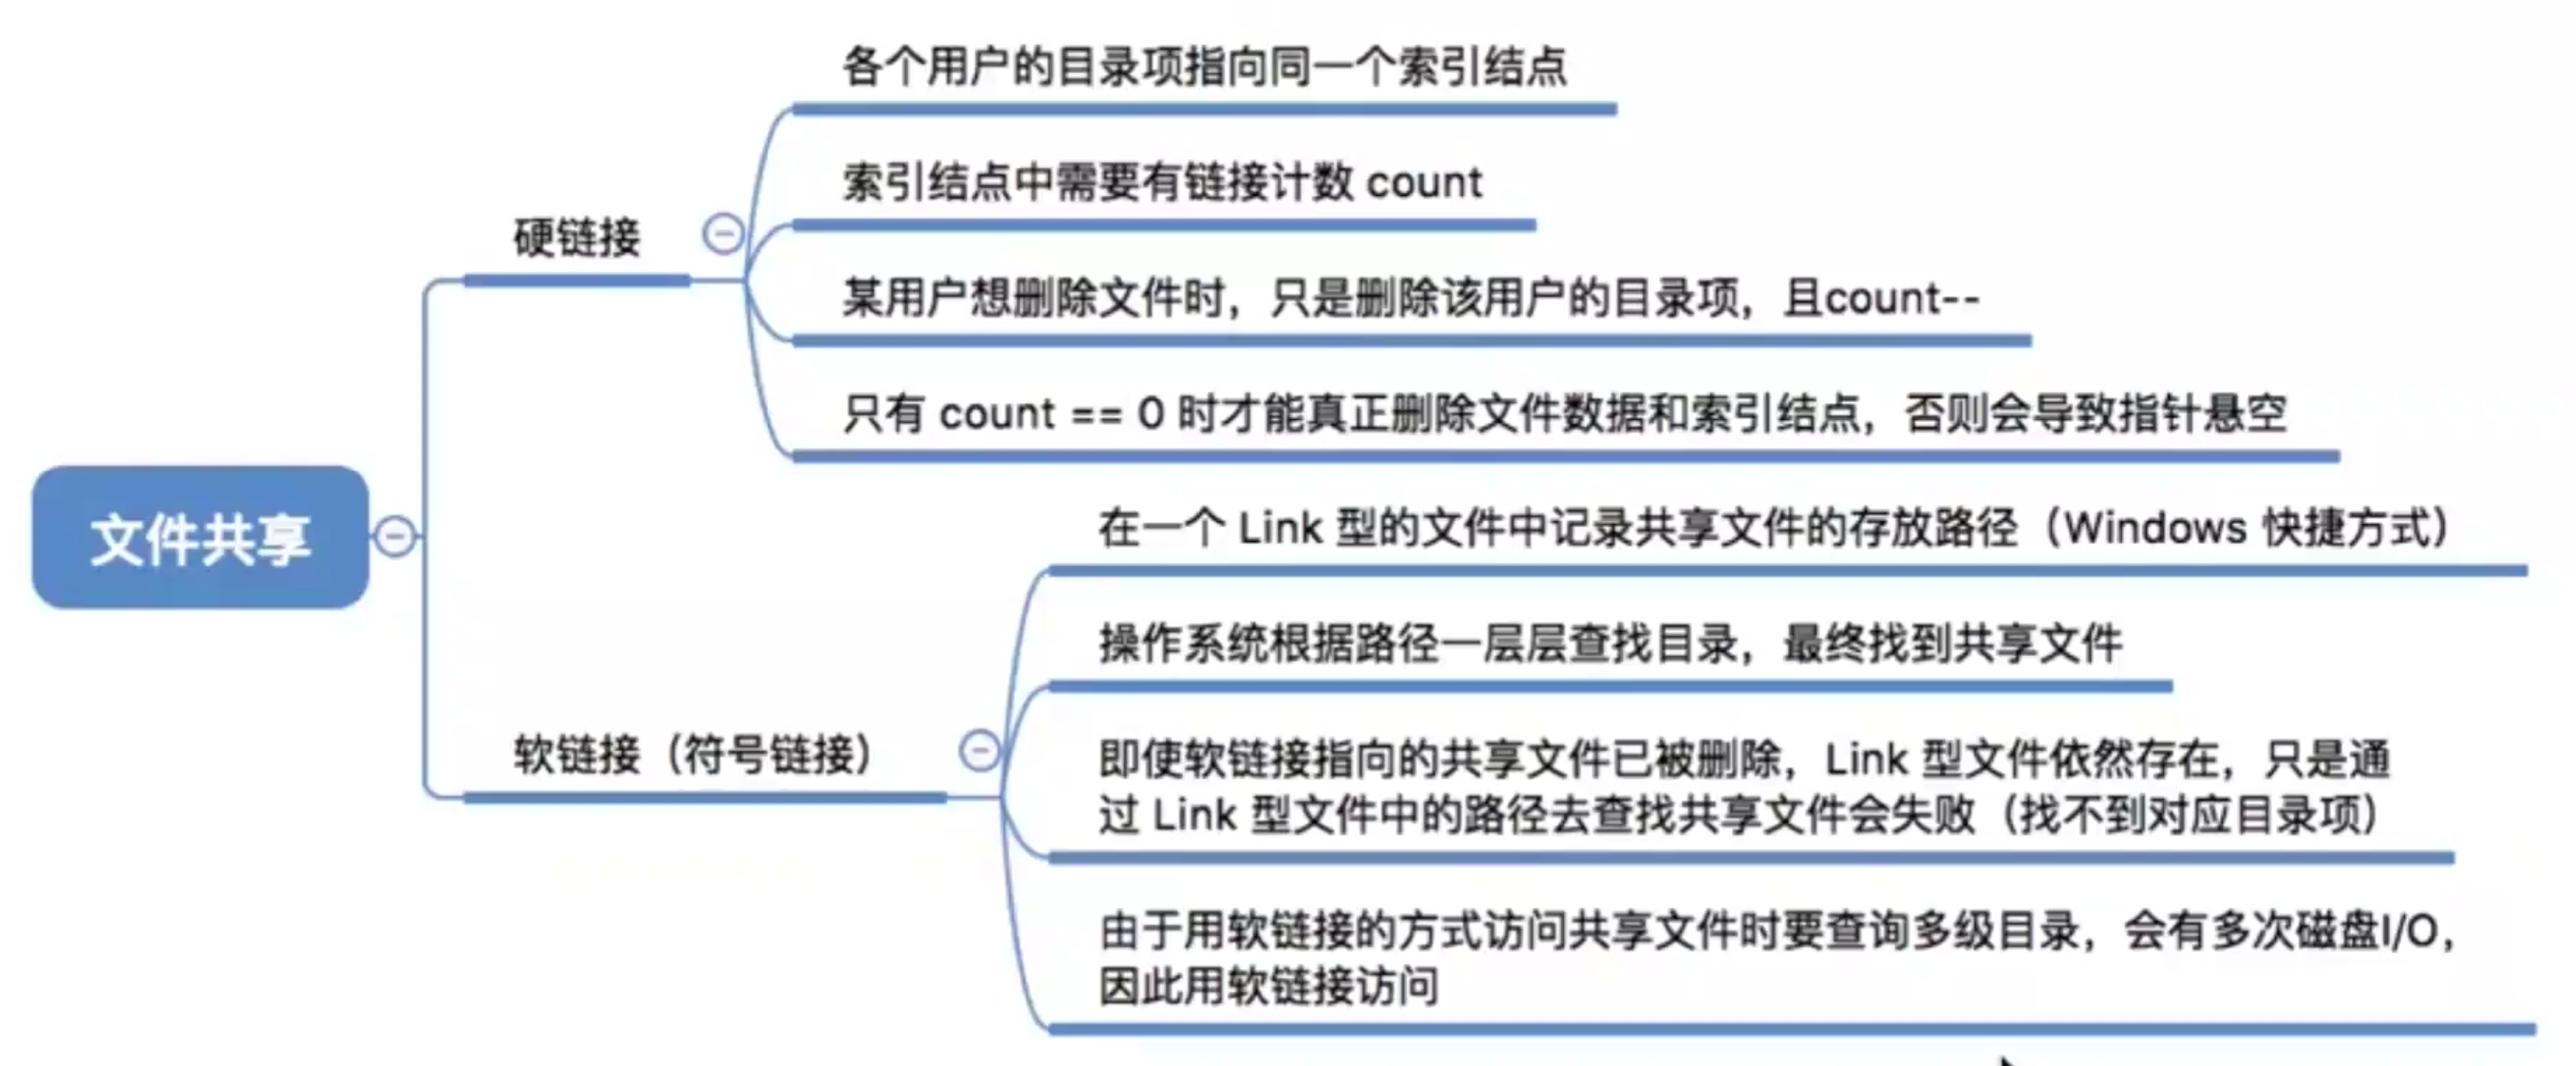 文件共享
硬链接
各个用户的目录项指向同一个索引结点
索引结点中需要有链接计数 count
某用户想删除文件时，只是删除该用户的目录项，且count--
只有 count == 0 时才能真正删除文件数据和索引结点，否则会导致指针悬空
软链接（符号链接）
在一个 Link 型的文件中记录共享文件的存放路径（Windows 快捷方式）
操作系统根据路径一层层查找目录，最终找到共享文件
即使软链接指向的共享文件已被删除，Link 型文件依然存在，只是通
过 Link 型文件中的路径去查找共享文件会失败（找不到对应目录项）
由于用软链接的方式访问共享文件时要查询多级目录，会有多次磁盘I/O，
因此用软链接访问